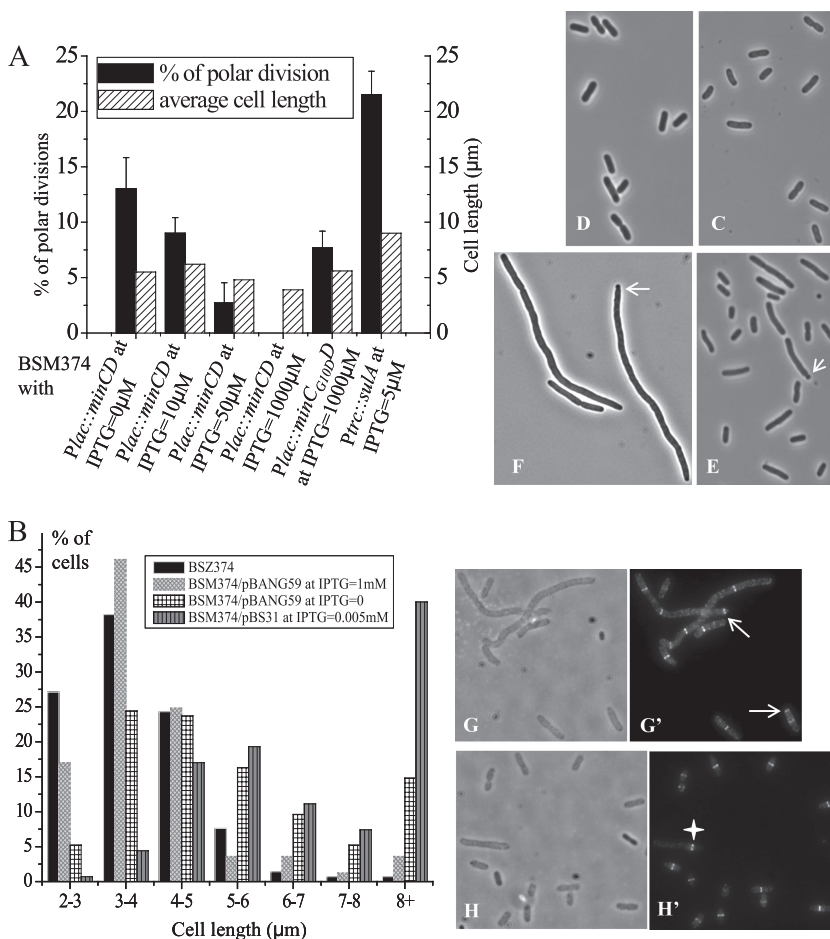 A
25
20
15
10
5
0
% of polar divisions
% of polar division
average cell length
25
20
15
10
5
0
Cell length (µm)
BSM374
with
Plac::minCD at
IPTG=0µM
Plac::minCD at
IPTG=10µM
Plac::minCD at
IPTG=50µM
Plac::minCD at
IPTG=1000µM
Plac::minC_G10D D
at IPTG=1000µM
Ptrc::sulA at
IPTG=5µM
D
C
F
E
B
% of
cells
45
40
35
30
25
20
15
10
5
0
BSZ374
BSM374/pBANG59 at IPTG=1mM
BSM374/pBANG59 at IPTG=0
BSM374/pBS31 at IPTG=0.005mM
2-3
3-4
4-5
5-6
6-7
7-8
8+
Cell length (µm)
G
G'
H
H'